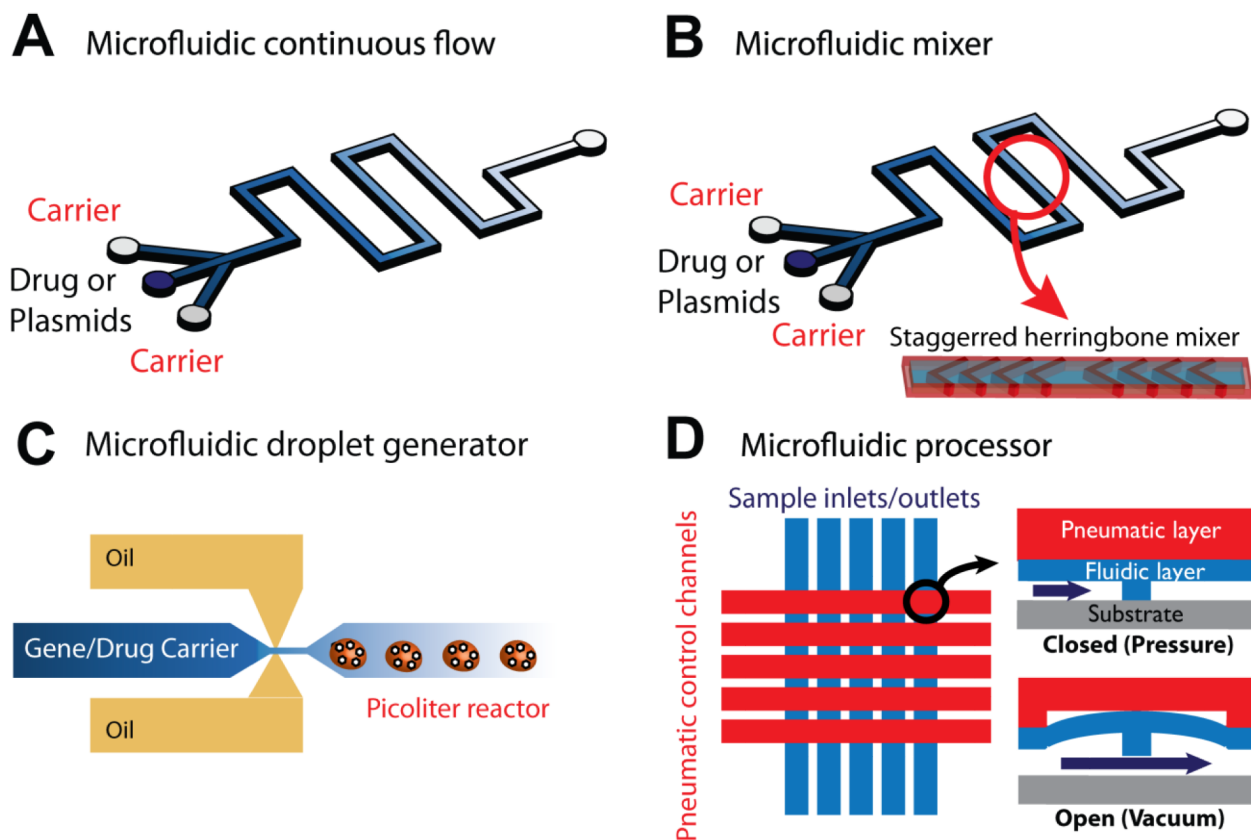 A Microfluidic continuous flow
Carrier
Drug or
Plasmids
Carrier
B Microfluidic mixer
Carrier
Drug or
Plasmids
Carrier
Staggerred herringbone mixer
C Microfluidic droplet generator
Oil
Gene/Drug Carrier
Picoliter reactor
Oil
D Microfluidic processor
Sample inlets/outlets
Pneumatic control channels
Pneumatic layer
Fluidic layer
Substrate
Closed (Pressure)
Open (Vacuum)